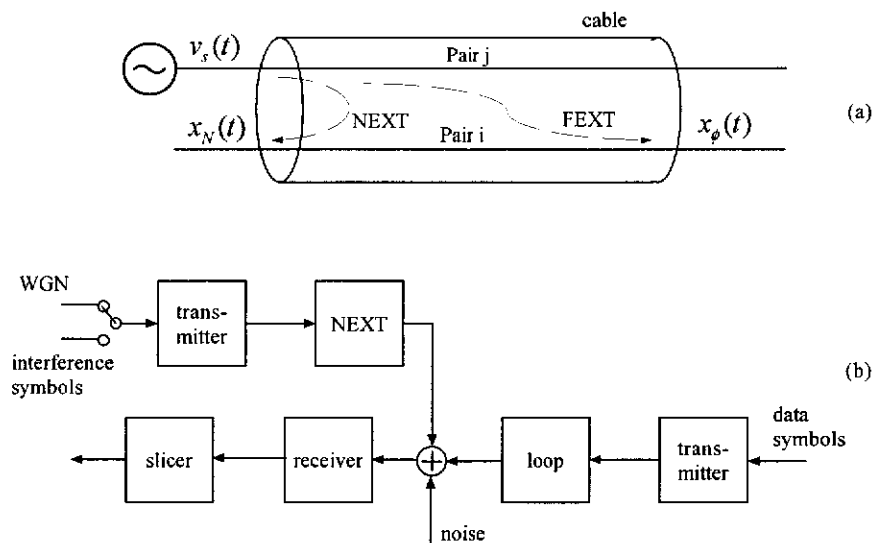 cable
v_s(t)
Pair j
NEXT
FEXT
x_N(t)
Pair i
x_φ(t)
(a)
WGN
trans-
mitter
NEXT
interference
symbols
(b)
data
symbols
slicer
receiver
+
loop
trans-
mitter
noise